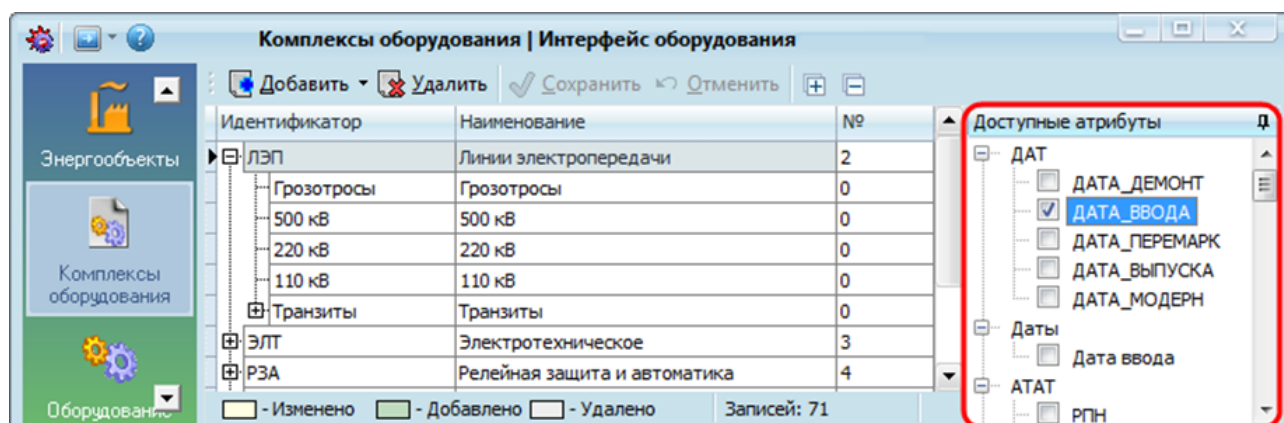 Комплексы оборудования | Интерфейс оборудования
Добавить Удалить Сохранить Отменить
Энергообъекты
Комплексы
оборудования
Оборудование
Идентификатор Наименование №
ЛЭП Линии электропередачи 2
Грозотросы Грозотросы 0
500 кВ 500 кВ 0
220 кВ 220 кВ 0
110 кВ 110 кВ 0
Транзиты Транзиты 0
ЭЛТ Электротехническое 3
РЗА Релейная защита и автоматика 4
- Изменено - Добавлено - Удалено Записей: 71
Доступные атрибуты
ДАТ
ДАТА_ДЕМОНТ
ДАТА_ВВОДА
ДАТА_ПЕРЕМАРК
ДАТА_ВЫПУСКА
ДАТА_МОДЕРН
Даты
Дата ввода
АТАТ
РПН